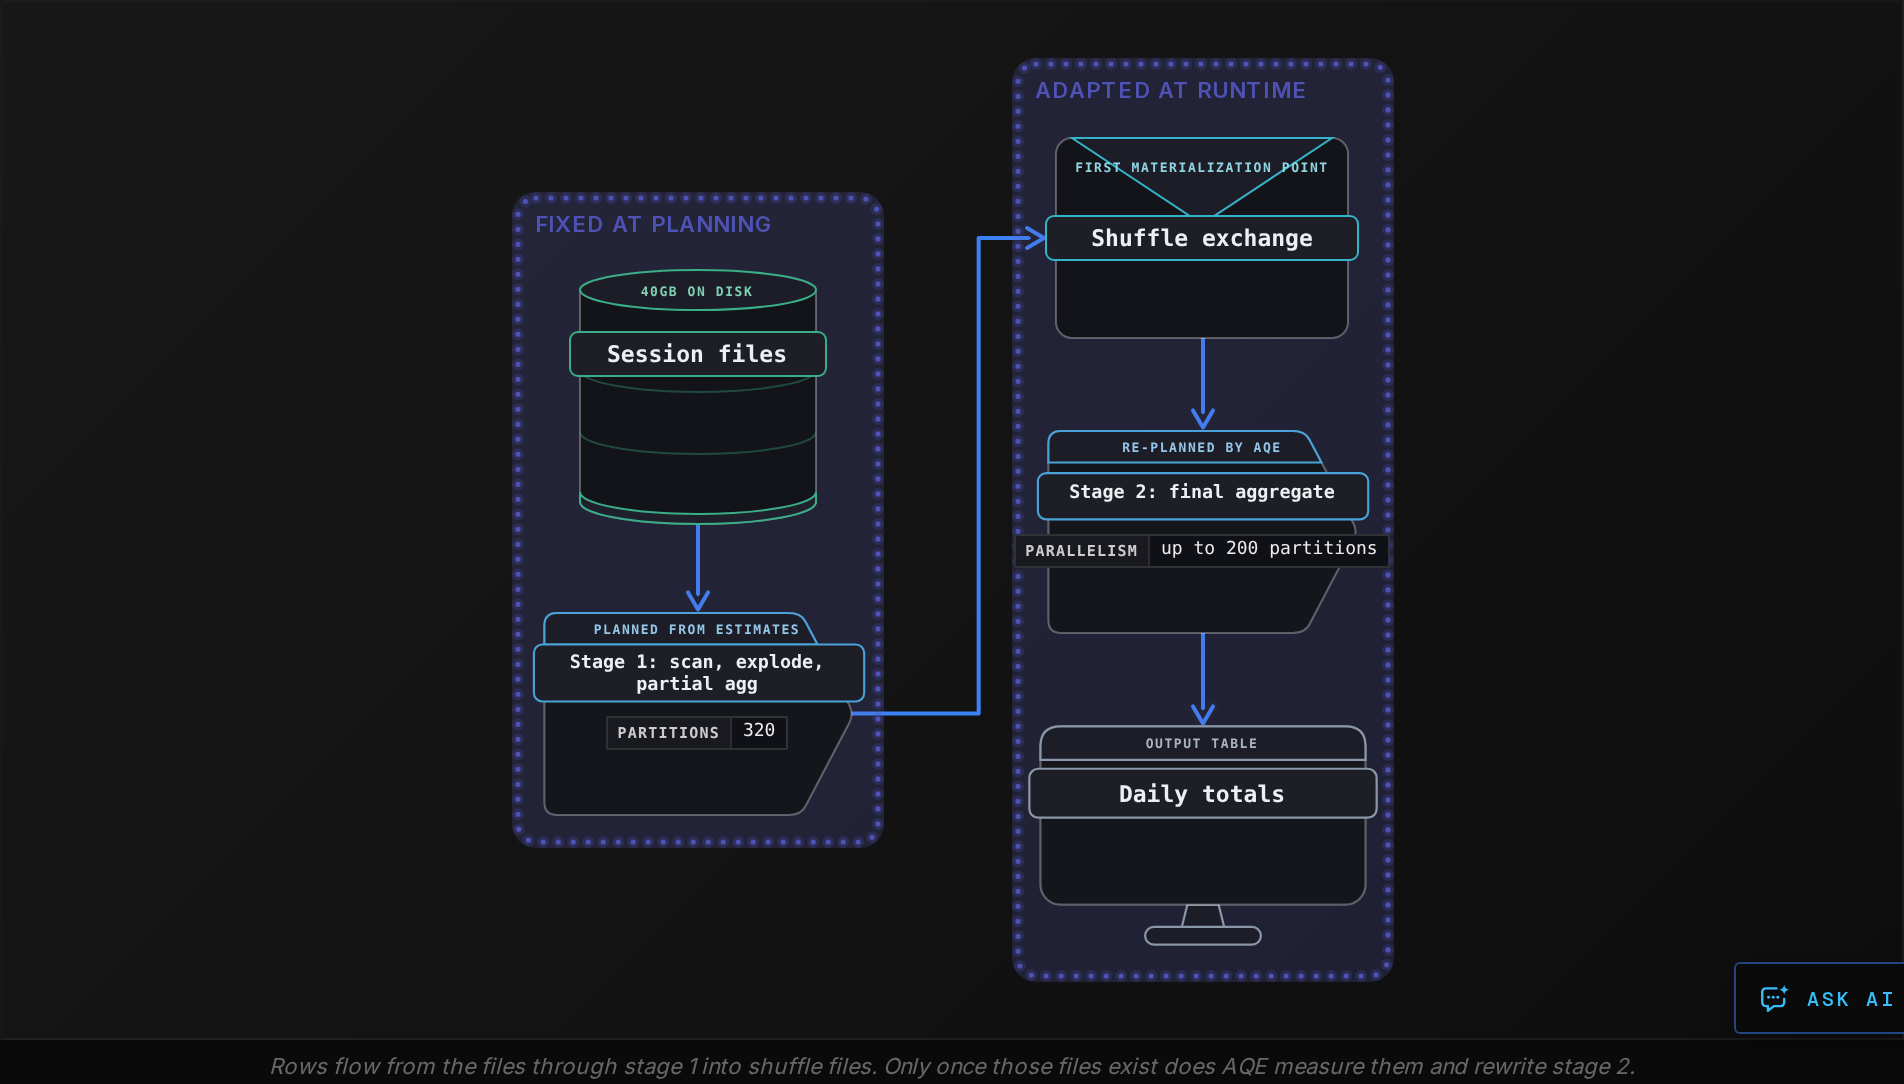 FIXED AT PLANNING
40GB ON DISK
Session files
PLANNED FROM ESTIMATES
Stage 1: scan, explode,
partial agg
PARTITIONS 320
ADAPTED AT RUNTIME
FIRST MATERIALIZATION POINT
Shuffle exchange
RE-PLANNED BY AQE
Stage 2: final aggregate
PARALLELISM up to 200 partitions
OUTPUT TABLE
Daily totals
ASK AI
Rows flow from the files through stage 1 into shuffle files. Only once those files exist does AQE measure them and rewrite stage 2.